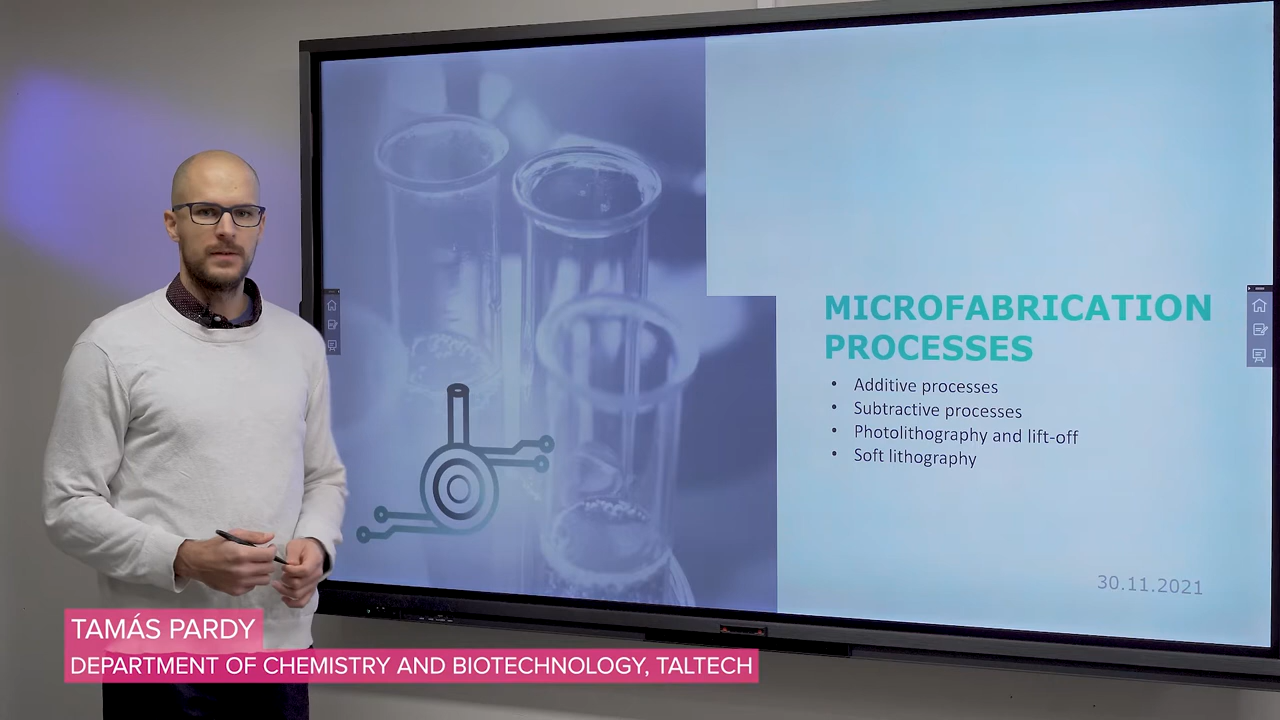 MICROFABRICATION
PROCESSES
• Additive processes
• Subtractive processes
• Photolithography and lift-off
• Soft lithography
30.11.2021
TAMÁS PARDY
DEPARTMENT OF CHEMISTRY AND BIOTECHNOLOGY, TALTECH